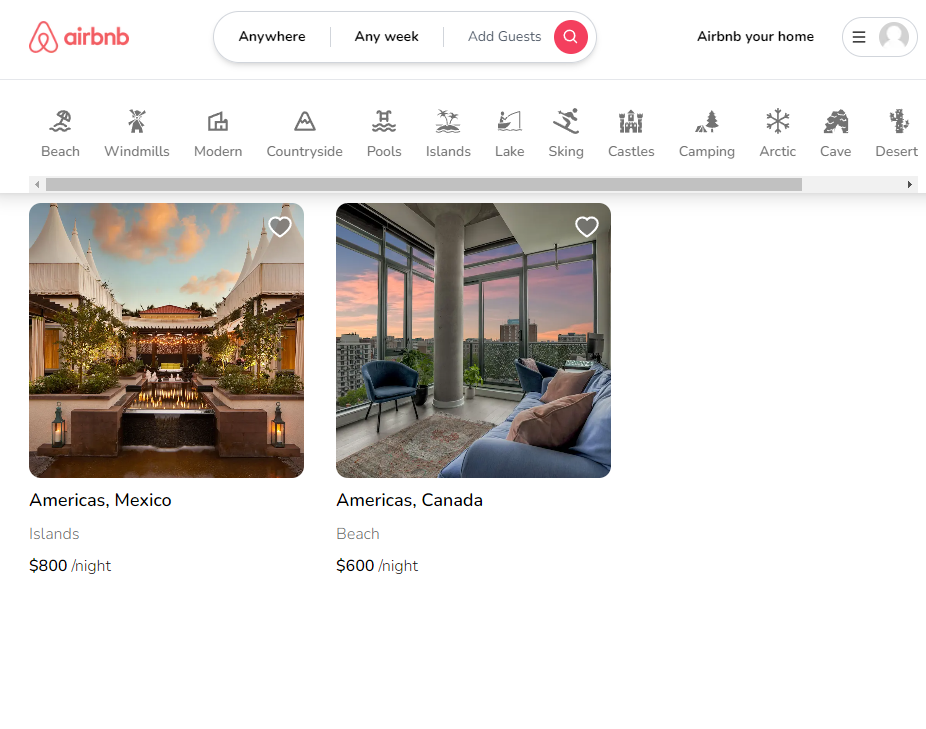 airbnb
Anywhere Any week Add Guests
Airbnb your home
Beach Windmills Modern Countryside Pools Islands Lake Sking Castles Camping Arctic Cave Desert
Americas, Mexico
Islands
$800 /night
Americas, Canada
Beach
$600 /night